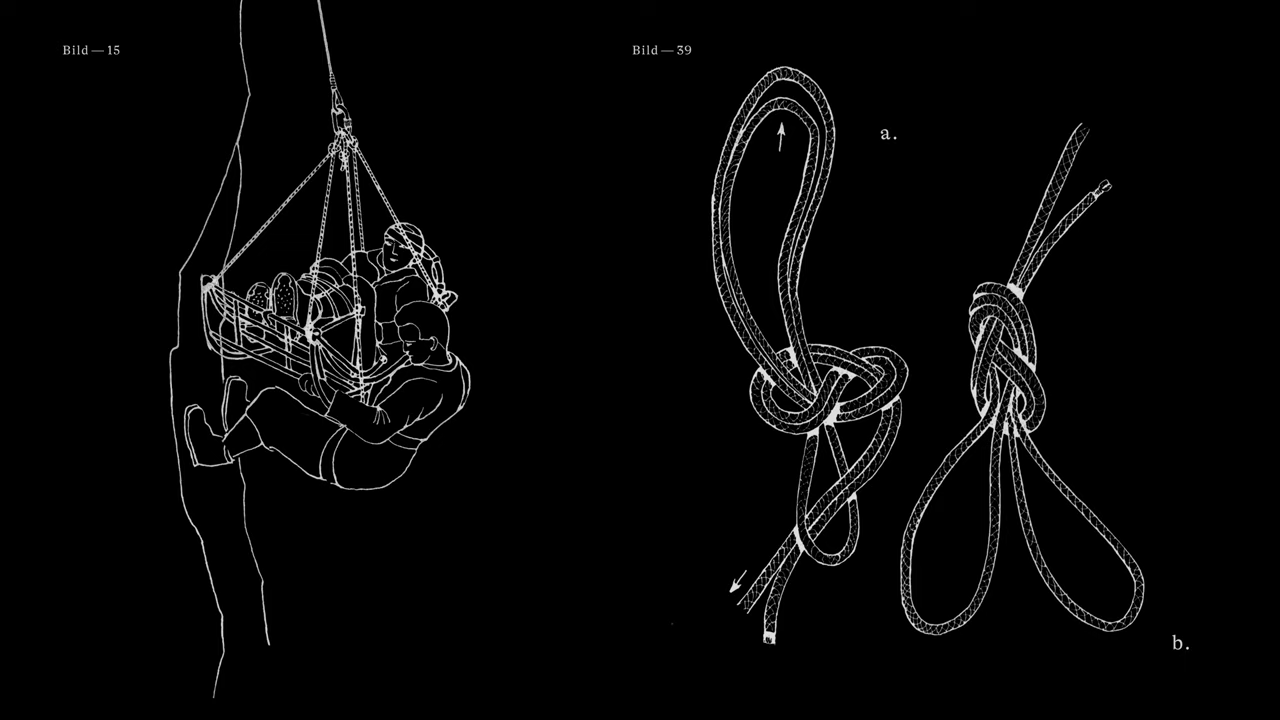 Bild — 15
Bild — 39
a.
b.